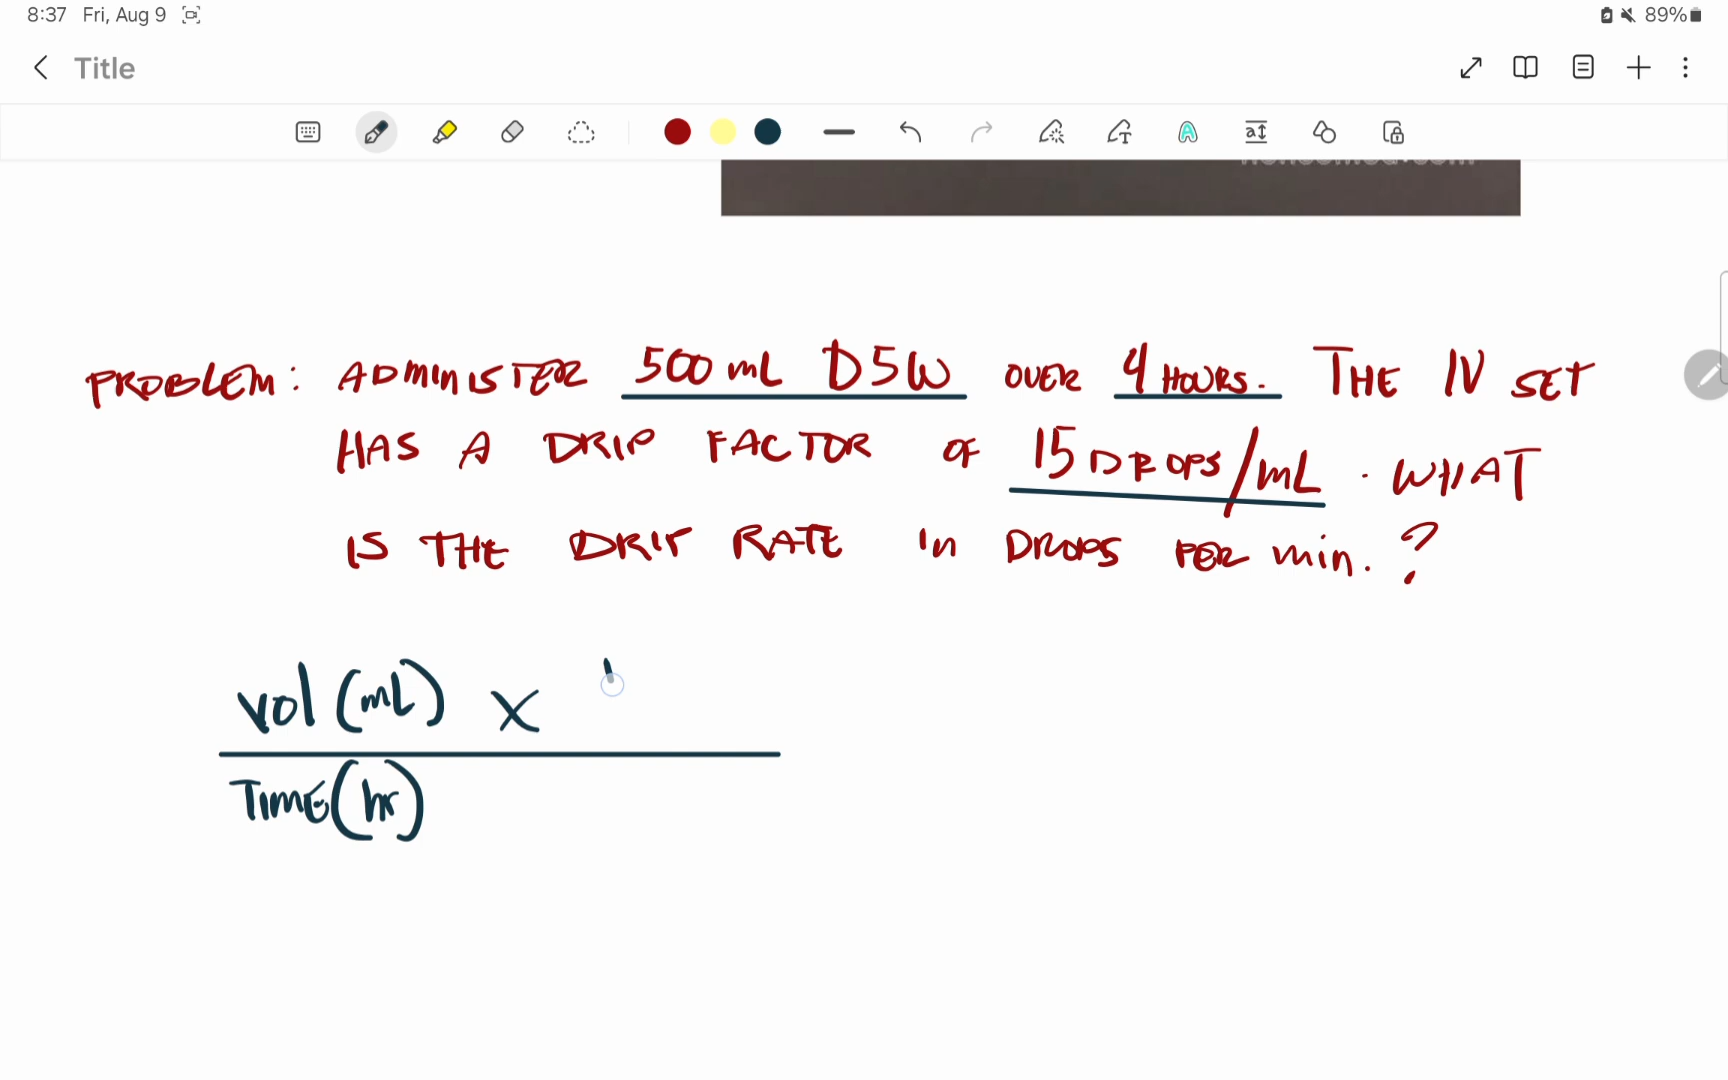 8:37 Fri, Aug 9 89%
Title
PROBLEM: ADMINISTER 500 mL D5W OVER 4 HOURS. THE IV SET
HAS A DRIP FACTOR OF 15 DROPS/mL. WHAT
IS THE DRIP RATE In DROPS PER min.?
Vol (mL) x
TIME (hr)